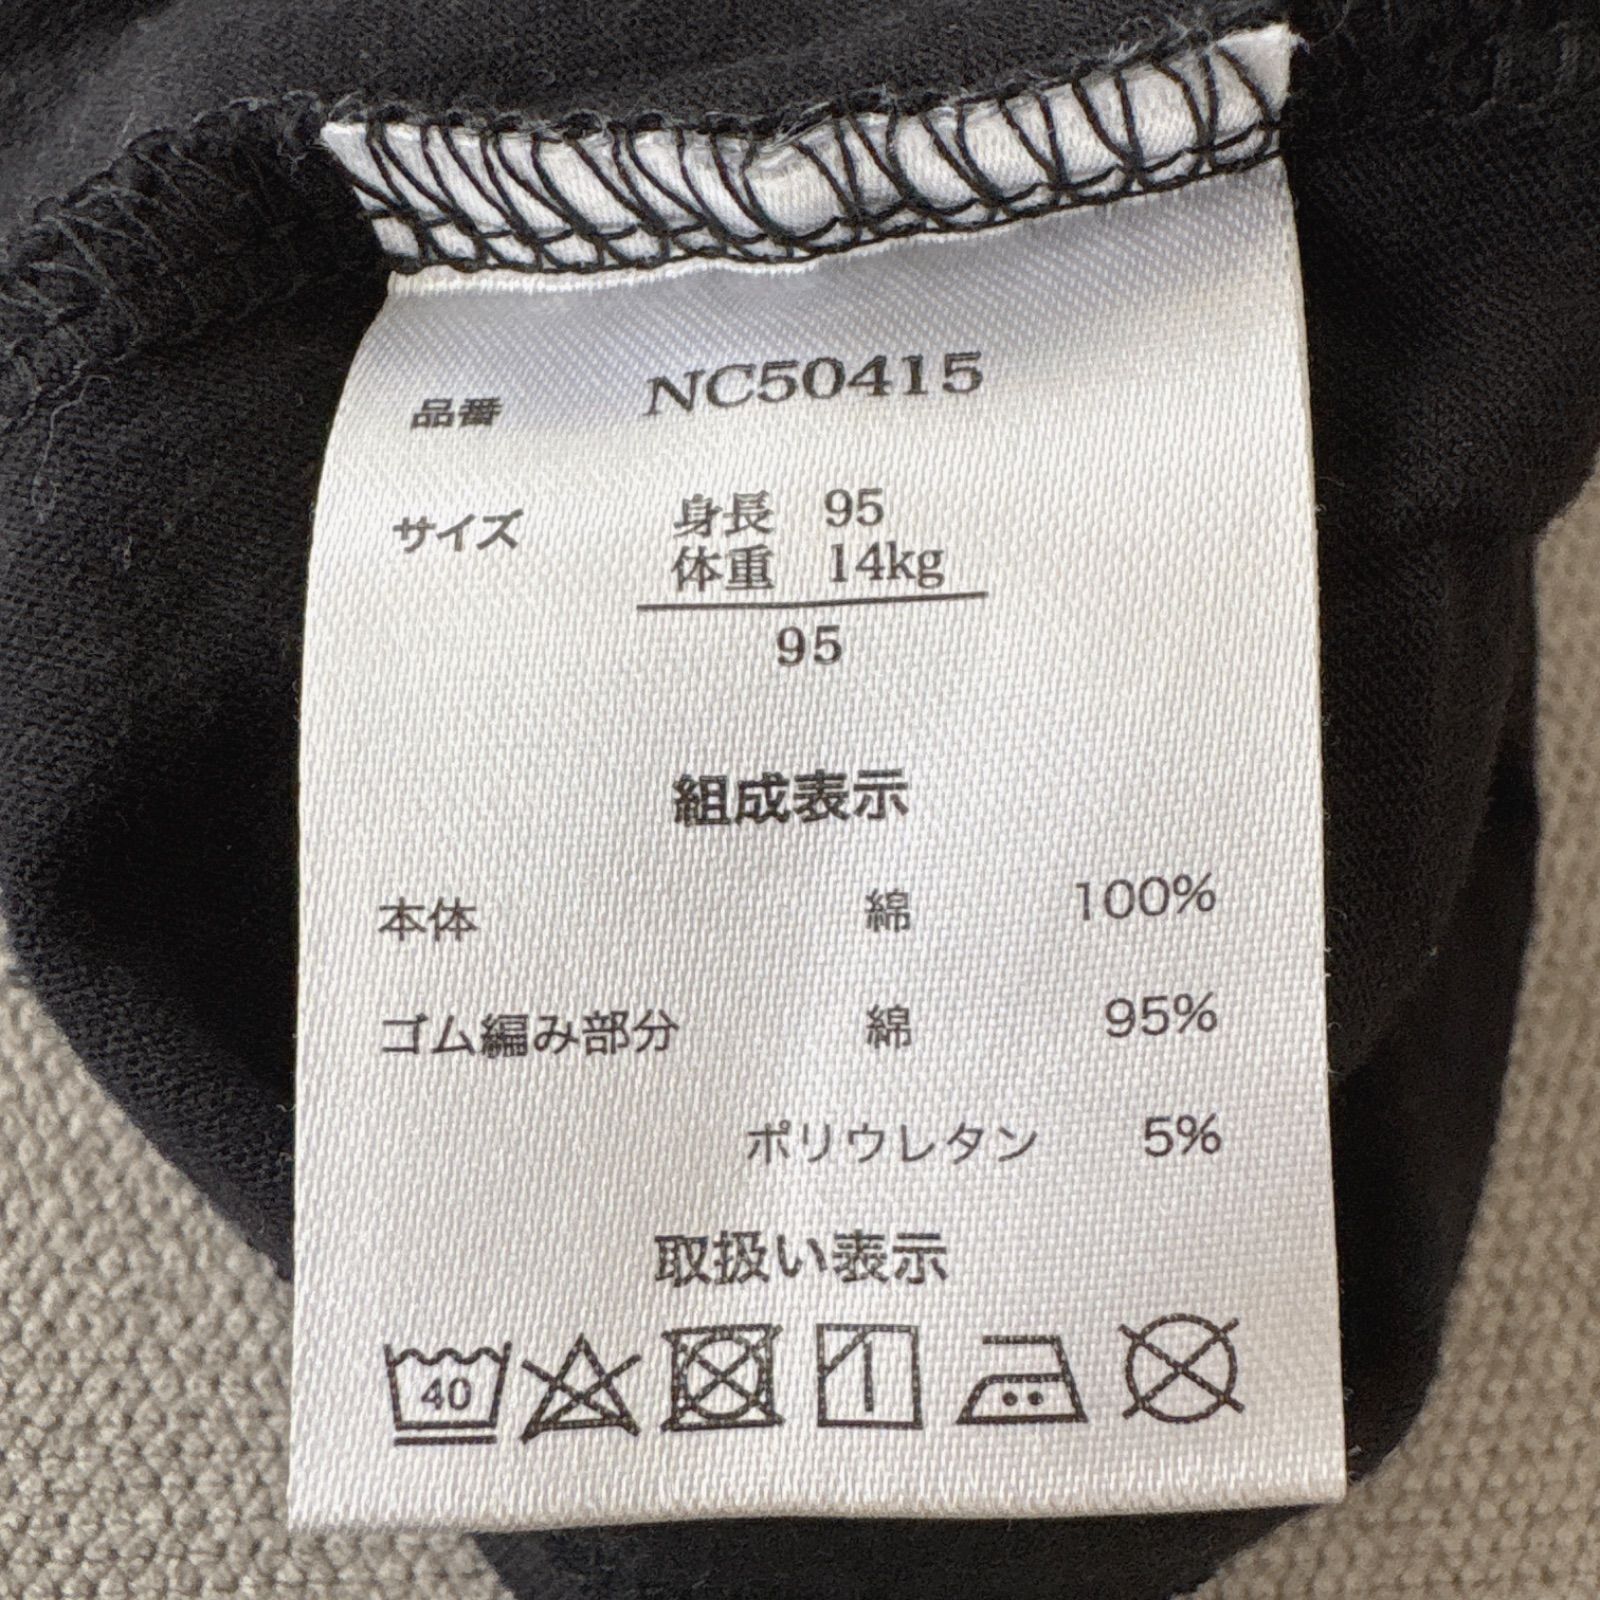 品番 NC50415
サイズ 身長 95
体重 14kg
95
組成表示
本体 綿 100%
ゴム編み部分 綿 95%
ポリウレタン 5%
取扱い表示
40